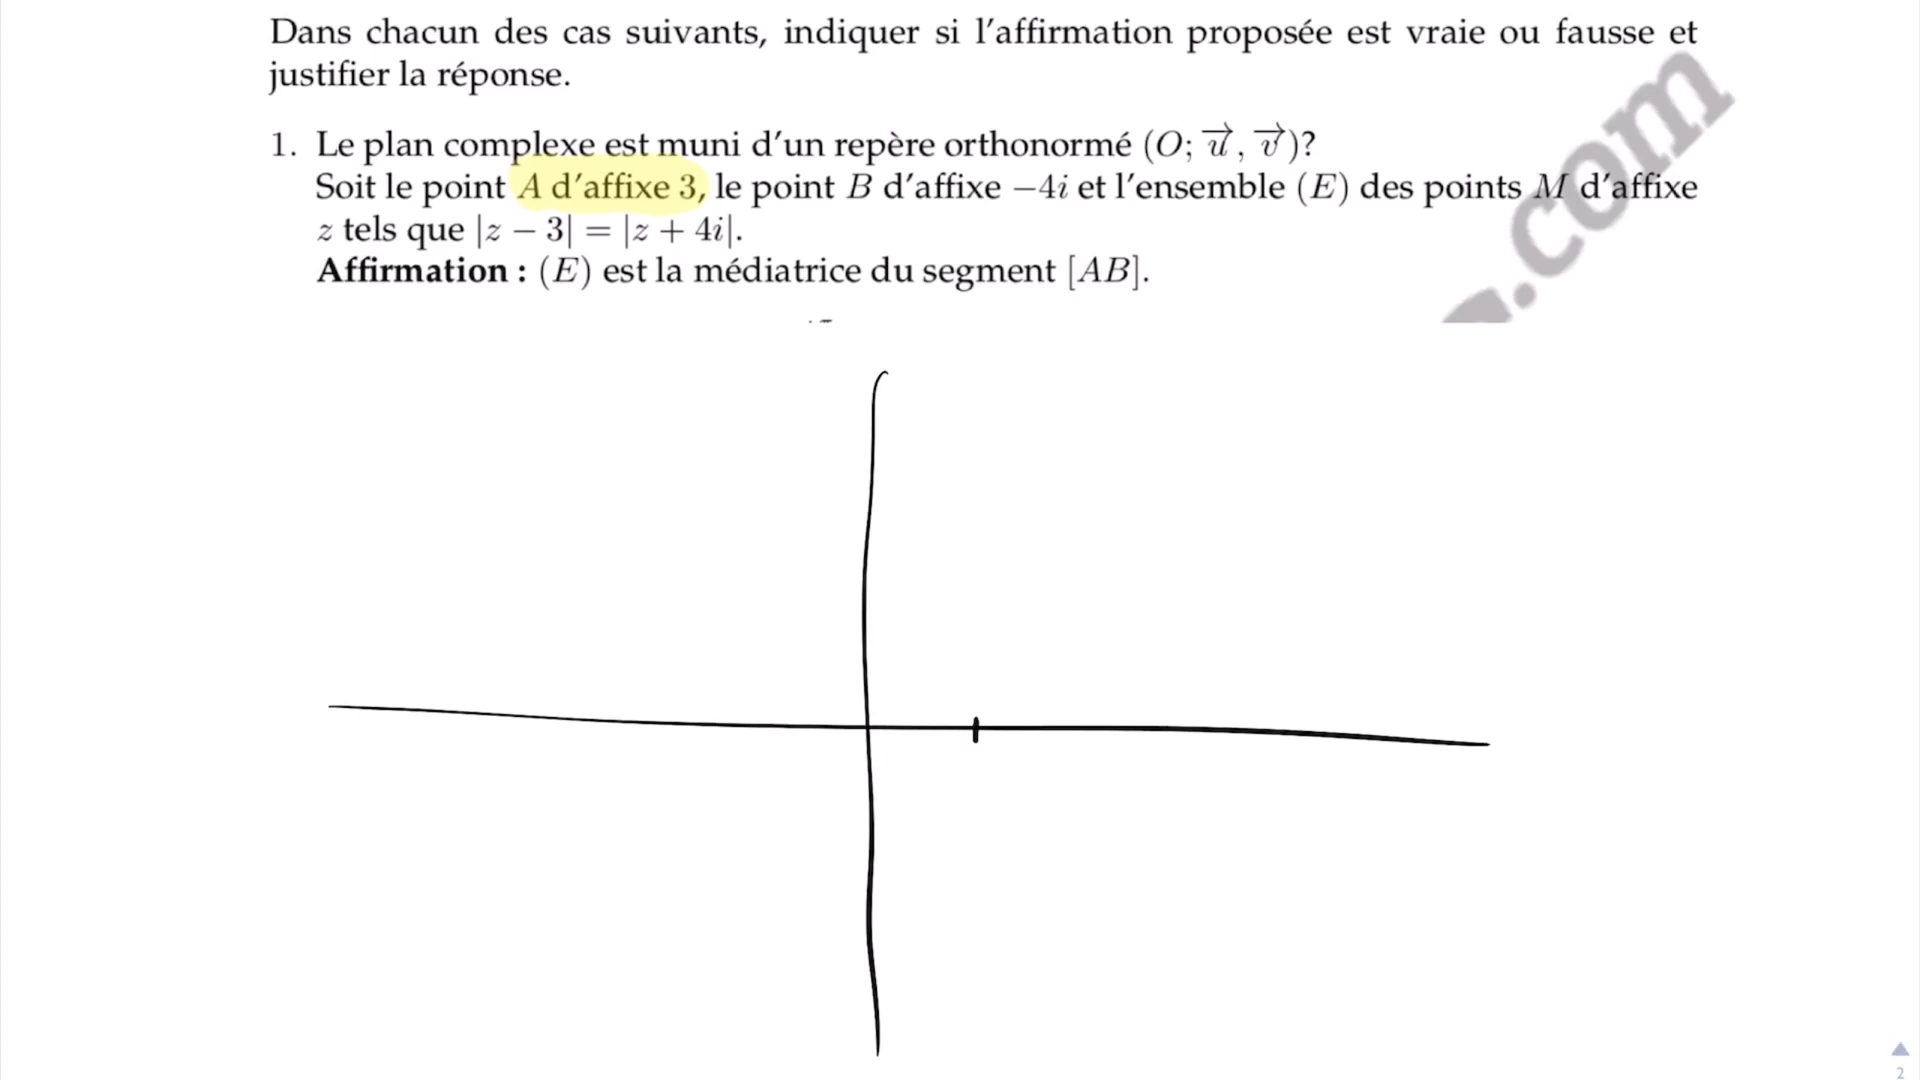 Dans chacun des cas suivants, indiquer si l'affirmation proposée est vraie ou fausse et
justifier la réponse.
1. Le plan complexe est muni d'un repère orthonormé (O; u⃗, v⃗)?
Soit le point A d'affixe 3, le point B d'affixe −4i et l'ensemble (E) des points M d'affixe
z tels que |z − 3| = |z + 4i|.
Affirmation : (E) est la médiatrice du segment [AB].
.com
2